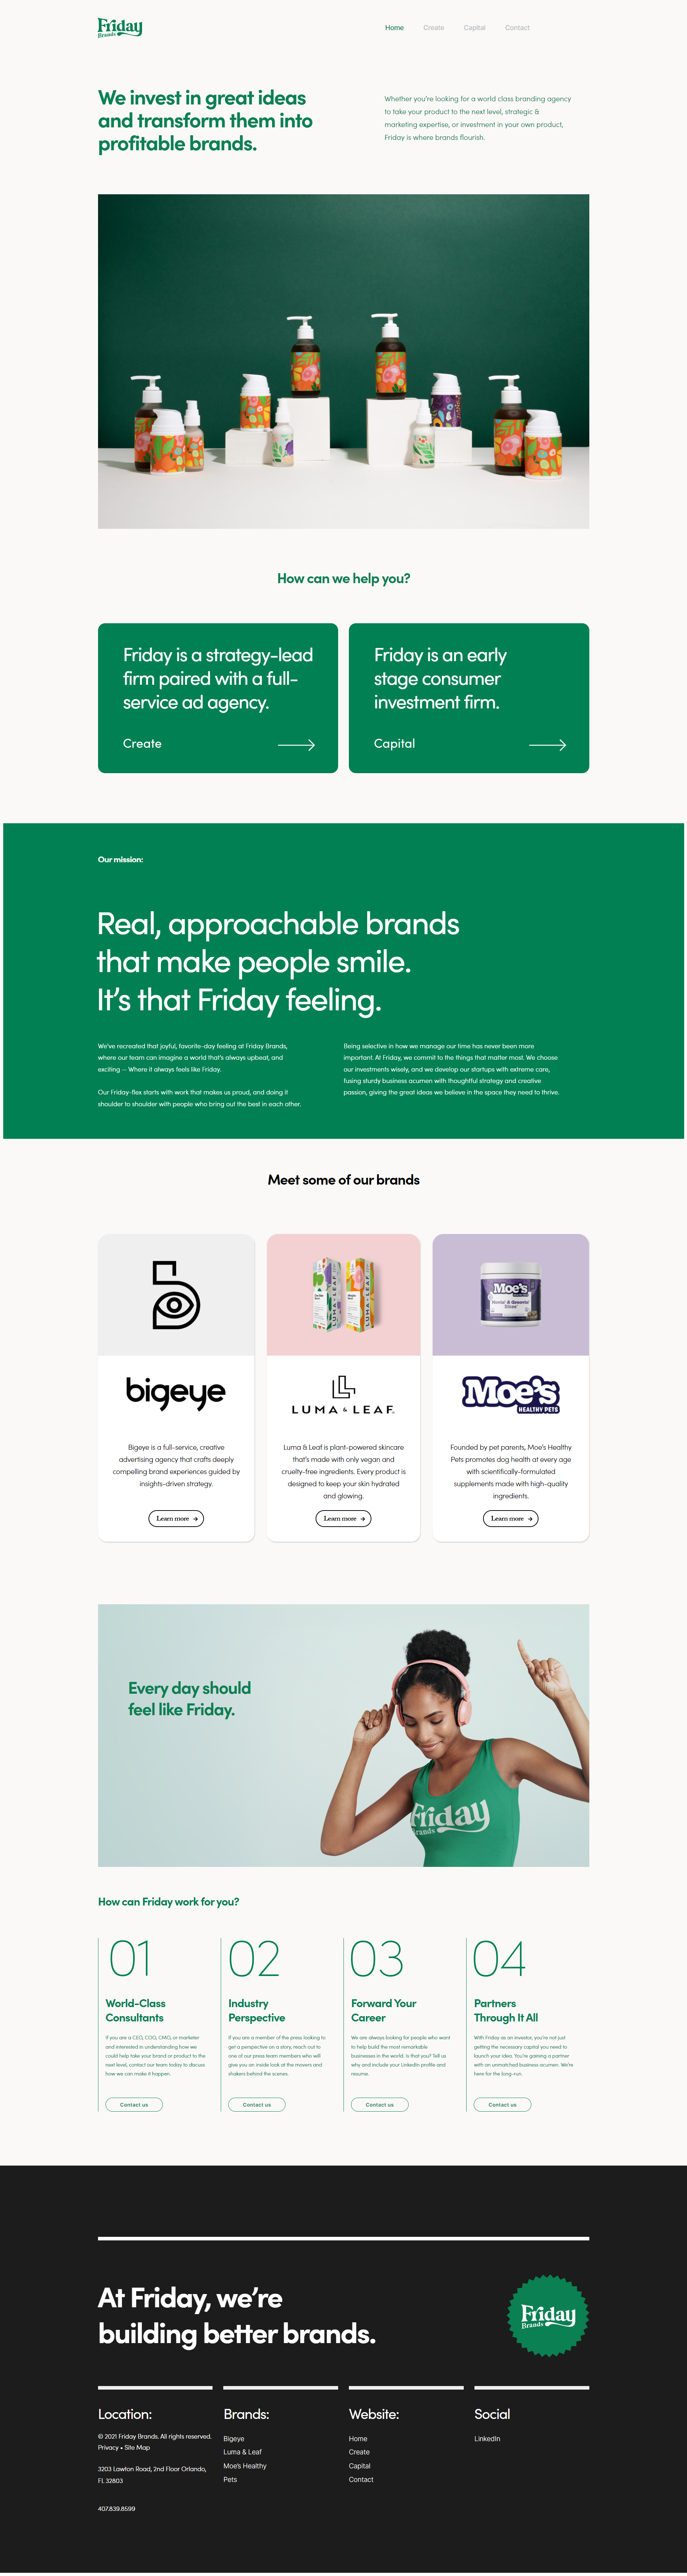 Friday
Brands
Home
Create
Capital
Contact
We invest in great ideas
and transform them into
profitable brands.
Whether you're looking for a world class branding agency
to take your product to the next level, strategic &
marketing expertise, or investment in your own product,
Friday is where brands flourish.
How can we help you?
Friday is a strategy-lead
firm paired with a full-
service ad agency.
Create
Friday is an early
stage consumer
investment firm.
Capital
Our mission:
Real, approachable brands
that make people smile.
It's that Friday feeling.
We've recreated that joyful, favorite-day feeling at Friday Brands,
where our team can imagine a world that's always upbeat, and
exciting — Where it always feels like Friday.
Our Friday-flex starts with work that makes us proud, and doing it
shoulder to shoulder with people who bring out the best in each other.
Being selective in how we manage our time has never been more
important. At Friday, we commit to the things that matter most. We choose
our investments wisely, and we develop our startups with extreme care,
fusing sturdy business acumen with thoughtful strategy and creative
passion, giving the great ideas we believe in the space they need to thrive.
Meet some of our brands
bigeye
Bigeye is a full-service, creative
advertising agency that crafts deeply
compelling brand experiences guided by
insights-driven strategy.
Learn more →
LUMA & LEAF
LUMA & LEAF
LUMA & LEAF
Luma & Leaf is plant-powered skincare
that's made with only vegan and
cruelty-free ingredients. Every product is
designed to keep your skin hydrated
and glowing.
Learn more →
Moe's
Movin' & Groovin'
Moe's
HEALTHY PETS
Founded by pet parents, Moe's Healthy
Pets promotes dog health at every age
with scientifically-formulated
supplements made with high-quality
ingredients.
Learn more →
Every day should
feel like Friday.
Friday
Brands
How can Friday work for you?
01
World-Class
Consultants
If you are a CEO, COO, CMO, or marketer
and interested in understanding how we
could help take your brand or product to the
next level, contact our team today to discuss
how we can make it happen.
Contact us
02
Industry
Perspective
If you are a member of the press looking to
get a perspective on a story, reach out to
one of our press team members who will
give you an inside look at the movers and
shakers behind the scenes.
Contact us
03
Forward Your
Career
We are always looking for people who want
to help build the most remarkable
businesses in the world. Is that you? Tell us
why and include your LinkedIn profile and
resume.
Contact us
04
Partners
Through It All
With Friday as an investor, you're not just
getting the necessary capital you need to
launch your idea. You're gaining a partner
with an unmatched business acumen. We're
here for the long-run.
Contact us
At Friday, we're
building better brands.
Friday
Brands
Location:
© 2021 Friday Brands. All rights reserved.
Privacy • Site Map
3203 Lawton Road, 2nd Floor Orlando,
FL 32803
407.839.8599
Brands:
Bigeye
Luma & Leaf
Moe's Healthy
Pets
Website:
Home
Create
Capital
Contact
Social
LinkedIn